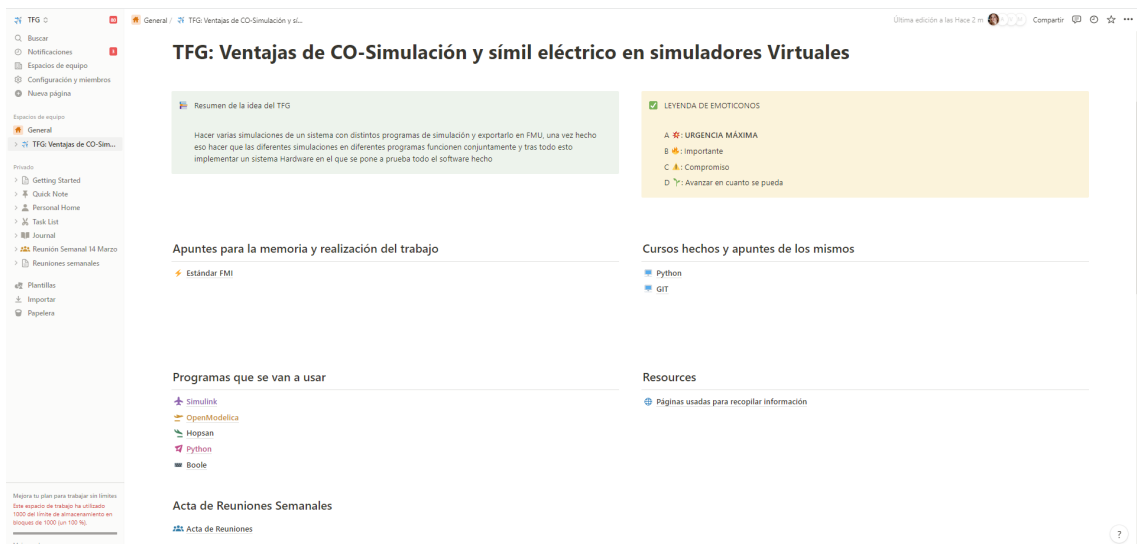 TFG
General / TFG: Ventajas de CO-Simulación y sí...
Última edición a las Hace 2 m
Compartir
Buscar
Notificaciones
Espacios de equipo
Configuración y miembros
Nueva página
Espacios de equipo
General
TFG: Ventajas de CO-Sim...
Privado
Getting Started
Quick Note
Personal Home
Task List
Journal
Reunión Semanal 14 Marzo
Reuniones semanales
Plantillas
Importar
Papelera
Mejora tu plan para trabajar sin límites
Este espacio de trabajo ha utilizado
1000 del límite de almacenamiento en
bloques de 1000 (un 100 %).
TFG: Ventajas de CO-Simulación y símil eléctrico en simuladores Virtuales
Resumen de la idea del TFG
Hacer varias simulaciones de un sistema con distintos programas de simulación y exportarlo en FMU, una vez hecho
eso hacer que las diferentes simulaciones en diferentes programas funcionen conjuntamente y tras todo esto
implementar un sistema Hardware en el que se pone a prueba todo el software hecho
LEYENDA DE EMOTICONOS
A 💢: URGENCIA MÁXIMA
B 🔥: Importante
C ⚠️: Compromiso
D 🌱: Avanzar en cuanto se pueda
Apuntes para la memoria y realización del trabajo
Estándar FMI
Cursos hechos y apuntes de los mismos
Python
GIT
Programas que se van a usar
Simulink
OpenModelica
Hopsan
Python
Boole
Resources
Páginas usadas para recopilar información
Acta de Reuniones Semanales
Acta de Reuniones
?